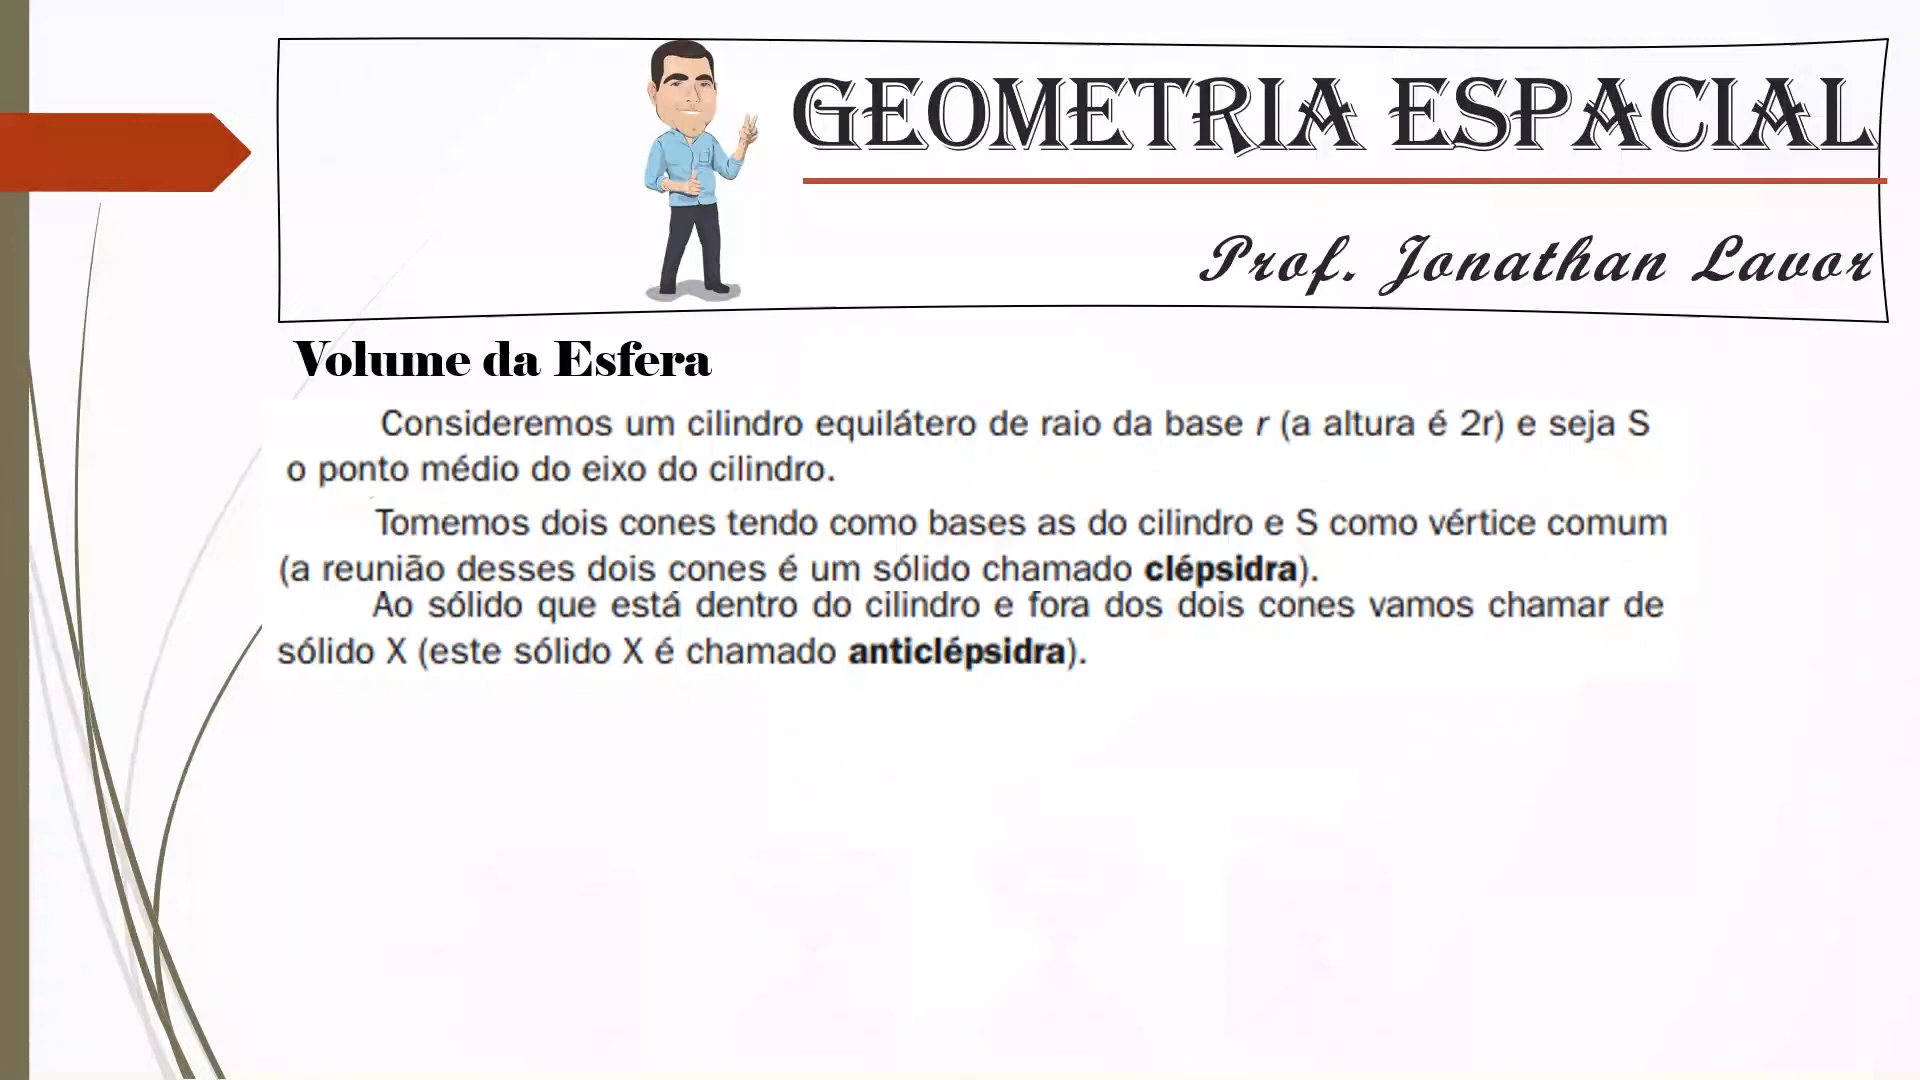 GEOMETRIA ESPACIAL
Prof. Jonathan Lavor
Volume da Esfera
Consideremos um cilindro equilátero de raio da base r (a altura é 2r) e seja S
o ponto médio do eixo do cilindro.
Tomemos dois cones tendo como bases as do cilindro e S como vértice comum
(a reunião desses dois cones é um sólido chamado clépsidra).
Ao sólido que está dentro do cilindro e fora dos dois cones vamos chamar de
sólido X (este sólido X é chamado anticlépsidra).